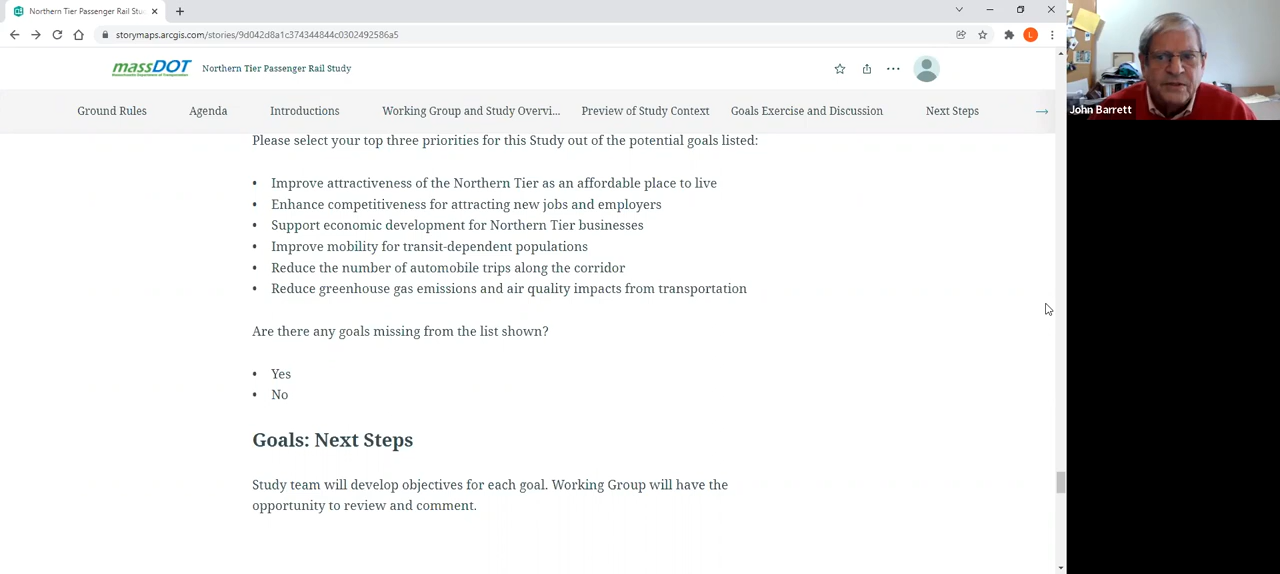 Northern Tier Passenger Rail Stu
storymaps.arcgis.com/stories/9d042d8a1c374344844c0302492586a5
L
massDOT
Massachusetts Department of Transportation
Northern Tier Passenger Rail Study
Ground Rules
Agenda
Introductions
Working Group and Study Overvi...
Preview of Study Context
Goals Exercise and Discussion
Next Steps
John Barrett
Please select your top three priorities for this Study out of the potential goals listed:
• Improve attractiveness of the Northern Tier as an affordable place to live
• Enhance competitiveness for attracting new jobs and employers
• Support economic development for Northern Tier businesses
• Improve mobility for transit-dependent populations
• Reduce the number of automobile trips along the corridor
• Reduce greenhouse gas emissions and air quality impacts from transportation
Are there any goals missing from the list shown?
• Yes
• No
Goals: Next Steps
Study team will develop objectives for each goal. Working Group will have the
opportunity to review and comment.